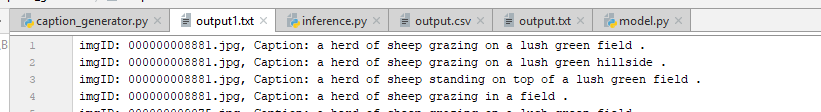 caption_generator.py output1.txt inference.py output.csv output.txt model.py
B
1 imgID: 000000008881.jpg, Caption: a herd of sheep grazing on a lush green field .
2 imgID: 000000008881.jpg, Caption: a herd of sheep grazing on a lush green hillside .
3 imgID: 000000008881.jpg, Caption: a herd of sheep standing on top of a lush green field .
4 imgID: 000000008881.jpg, Caption: a herd of sheep grazing in a field .